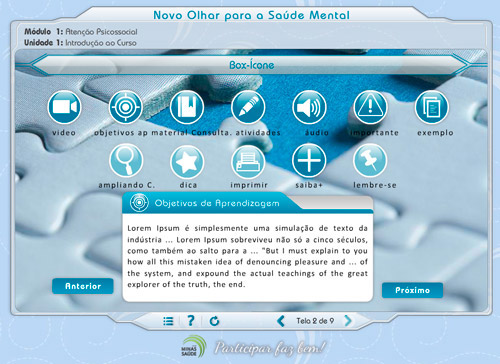 Novo Olhar para a Saúde Mental
Módulo 1: Atenção Psicossocial
Unidade 1: Introdução ao Curso
Box-Ícone
video objetivos ap material Consulta. atividades áudio importante exemplo
ampliando C. dica imprimir saiba+ lembre-se
Objetivos de Aprendizagem
Lorem Ipsum é simplesmente uma simulação de texto da
indústria ... Lorem Ipsum sobreviveu não só a cinco séculos,
como também ao salto para a ... "But I must explain to you
how all this mistaken idea of denouncing pleasure and ... of
the system, and expound the actual teachings of the great
explorer of the truth, the end.
Anterior
Próximo
? Tela 2 de 9
MINAS
SAÚDE
Participar faz bem!